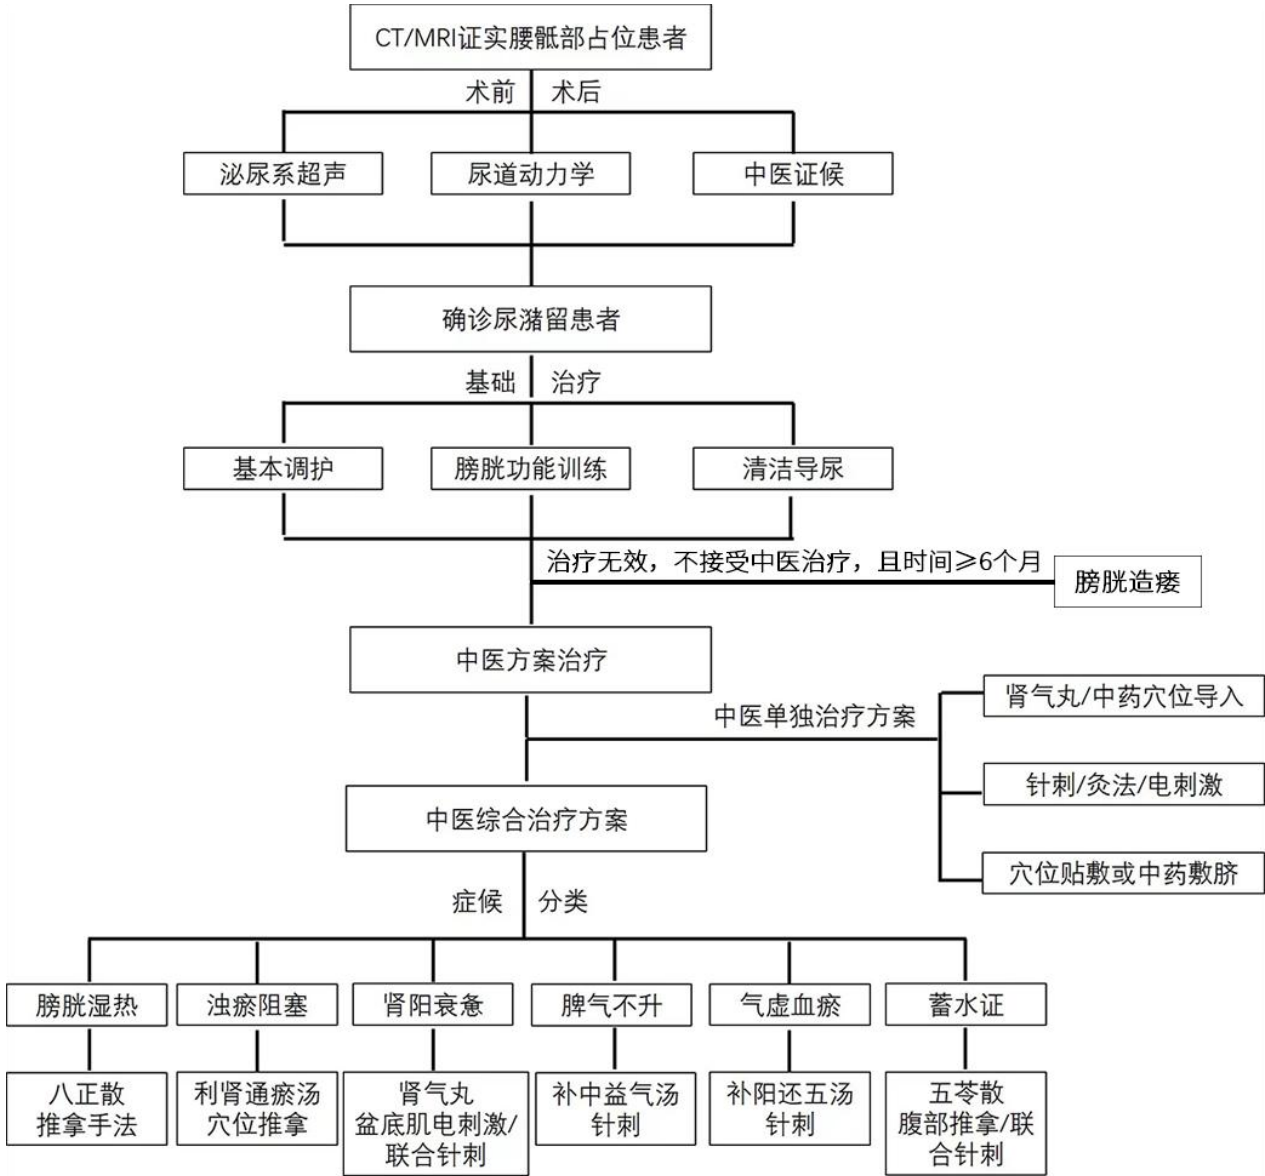 CT/MRI证实腰骶部占位患者
术前 术后
泌尿系超声 尿道动力学 中医证候
确诊尿潴留患者
基础 治疗
基本调护 膀胱功能训练 清洁导尿
治疗无效，不接受中医治疗，且时间≥6个月
膀胱造瘘
中医方案治疗
中医单独治疗方案
肾气丸/中药穴位导入
针刺/灸法/电刺激
穴位贴敷或中药敷脐
中医综合治疗方案
症候 分类
膀胱湿热 浊瘀阻塞 肾阳衰惫 脾气不升 气虚血瘀 蓄水证
八正散
推拿手法
利肾通瘀汤
穴位推拿
肾气丸
盆底肌电刺激/
联合针刺
补中益气汤
针刺
补阳还五汤
针刺
五苓散
腹部推拿/联
合针刺